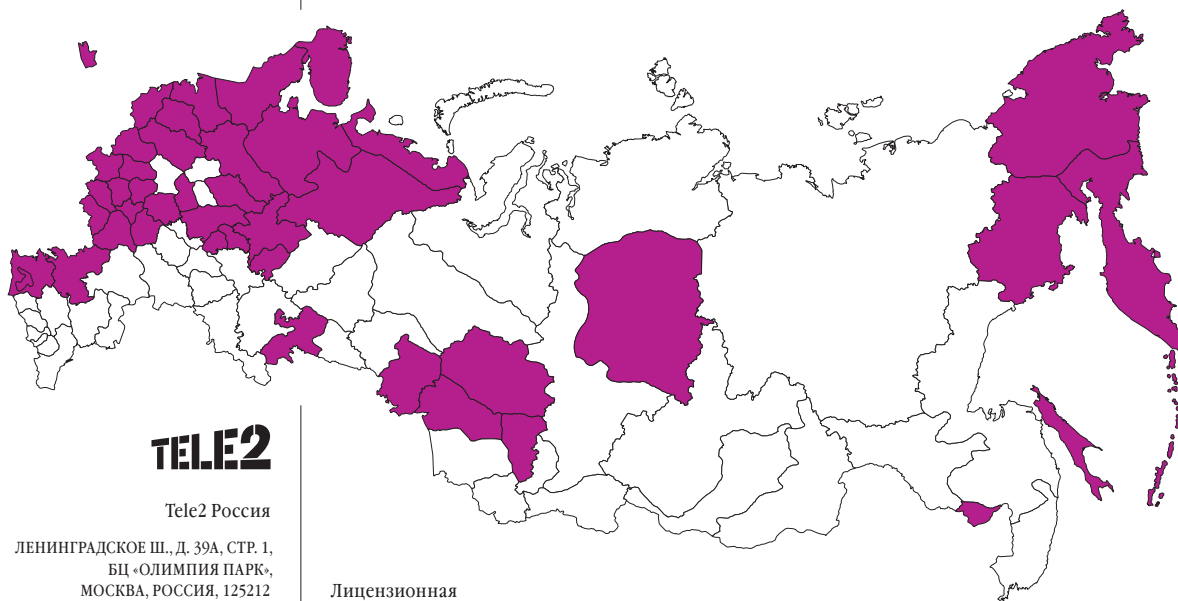 TELE2
Tele2 Россия
ЛЕНИНГРАДСКОЕ Ш., Д. 39А, СТР. 1,
БЦ «ОЛИМПИЯ ПАРК»,
МОСКВА, РОССИЯ, 125212
Лицензионная